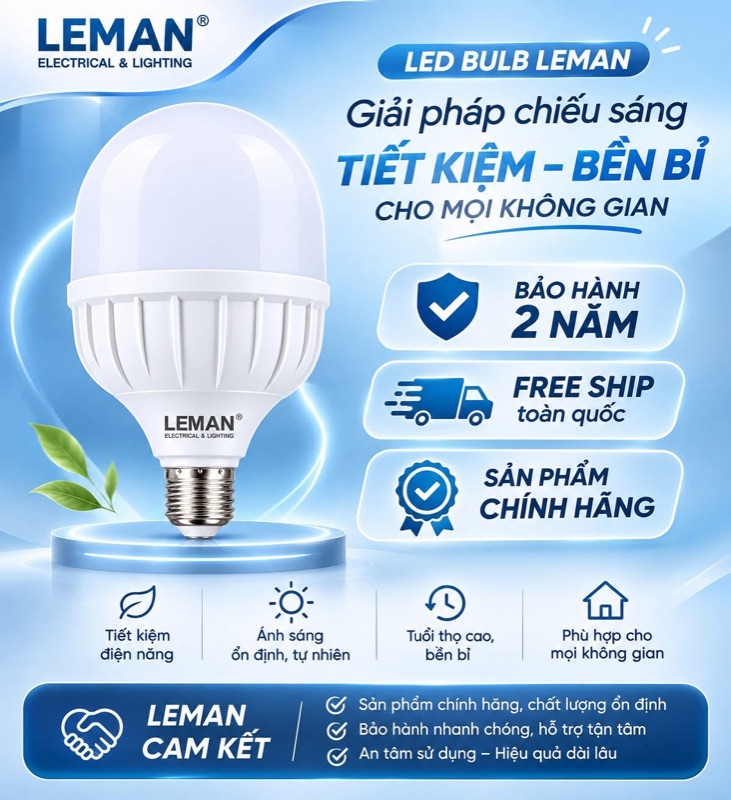 LEMAN®
ELECTRICAL & LIGHTING
LED BULB LEMAN
Giải pháp chiếu sáng
TIẾT KIỆM – BỀN BỈ
CHO MỌI KHÔNG GIAN
BẢO HÀNH
2 NĂM
FREE SHIP
toàn quốc
SẢN PHẨM
CHÍNH HÃNG
LEMAN®
ELECTRICAL & LIGHTING
Tiết kiệm
điện năng
Ánh sáng
ổn định, tự nhiên
Tuổi thọ cao,
bền bỉ
Phù hợp cho
mọi không gian
LEMAN
CAM KẾT
Sản phẩm chính hãng, chất lượng ổn định
Bảo hành nhanh chóng, hỗ trợ tận tâm
An tâm sử dụng – Hiệu quả dài lâu